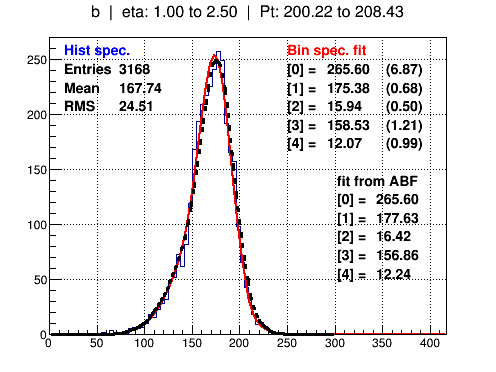 b | eta: 1.00 to 2.50 | Pt: 200.22 to 208.43
Hist spec.
Entries 3168
Mean 167.74
RMS 24.51
Bin spec. fit
[0] = 265.60 (6.87)
[1] = 175.38 (0.68)
[2] = 15.94 (0.50)
[3] = 158.53 (1.21)
[4] = 12.07 (0.99)
fit from ABF
[0] = 265.60
[1] = 177.63
[2] = 16.42
[3] = 156.86
[4] = 12.24
250
200
150
100
50
0
0 50 100 150 200 250 300 350 400